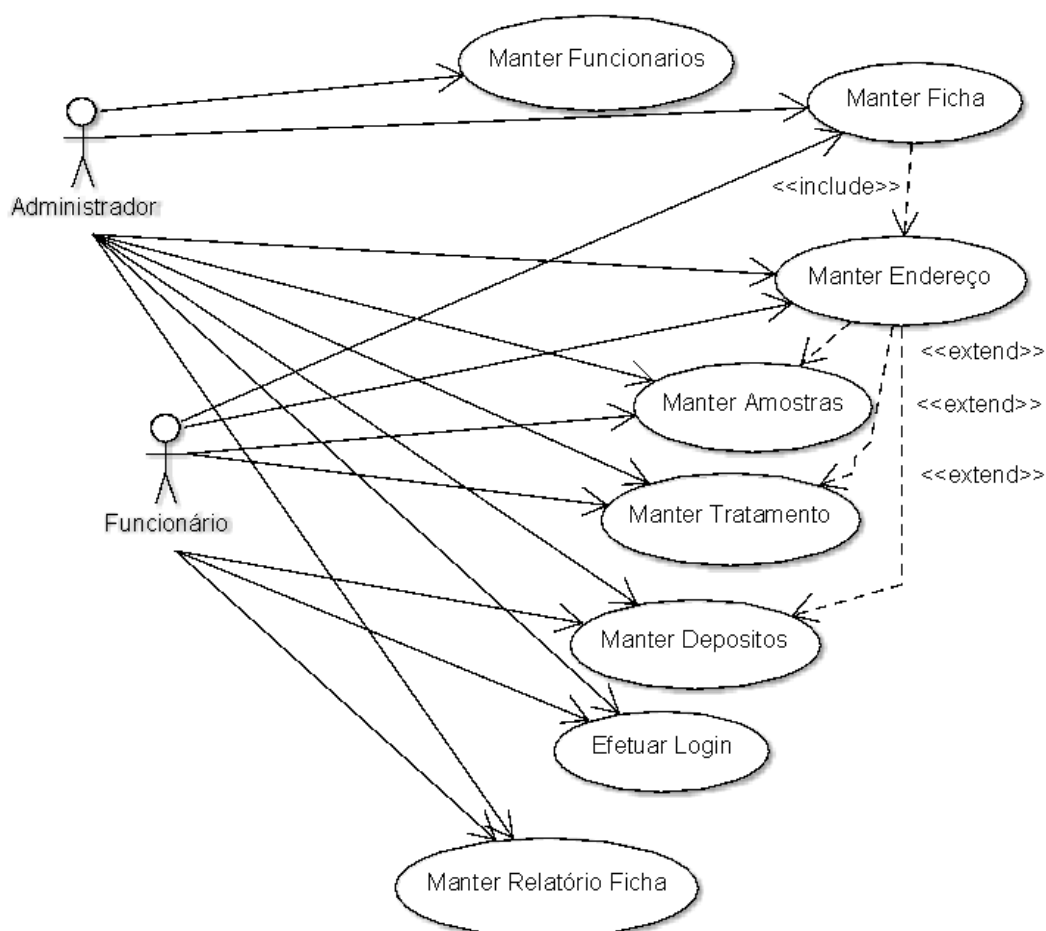 Manter Funcionarios
Manter Ficha
<<include>>
Administrador
Manter Endereço
<<extend>>
Manter Amostras
<<extend>>
<<extend>>
Manter Tratamento
Funcionário
Manter Depositos
Efetuar Login
Manter Relatório Ficha